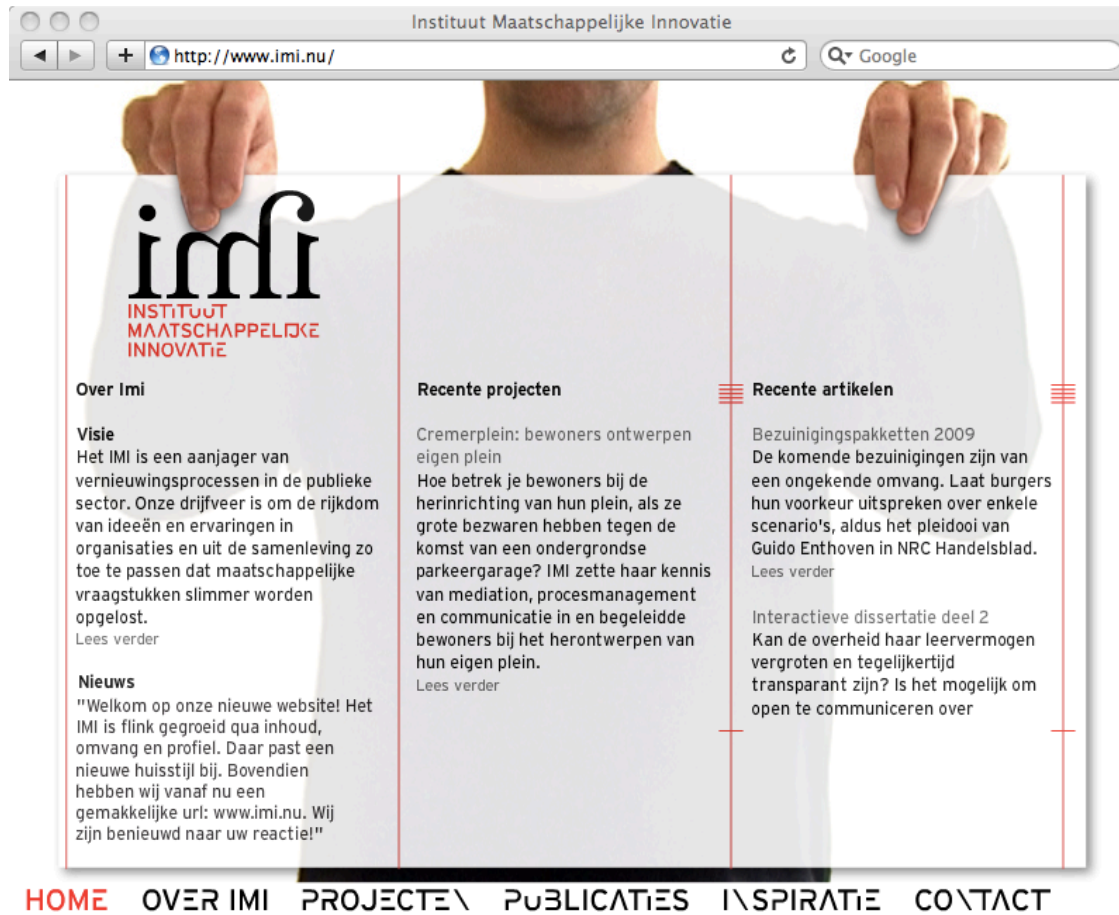 Instituut Maatschappelijke Innovatie
http://www.imi.nu/
Google
imi
INSTITUUT
MAATSCHAPPELIJKE
INNOVATIE
Over Imi
Visie
Het IMI is een aanjager van
vernieuwingsprocessen in de publieke
sector. Onze drijfveer is om de rijkdom
van ideeën en ervaringen in
organisaties en uit de samenleving zo
toe te passen dat maatschappelijke
vraagstukken slimmer worden
opgelost.
Lees verder
Nieuws
"Welkom op onze nieuwe website! Het
IMI is flink gegroeid qua inhoud,
omvang en profiel. Daar past een
nieuwe huisstijl bij. Bovendien
hebben wij vanaf nu een
gemakkelijke url: www.imi.nu. Wij
zijn benieuwd naar uw reactie!"
Recente projecten
Cremerplein: bewoners ontwerpen
eigen plein
Hoe betrek je bewoners bij de
herinrichting van hun plein, als ze
grote bezwaren hebben tegen de
komst van een ondergrondse
parkeergarage? IMI zette haar kennis
van mediation, procesmanagement
en communicatie in en begeleidde
bewoners bij het herontwerpen van
hun eigen plein.
Lees verder
Recente artikelen
Bezuinigingspakketten 2009
De komende bezuinigingen zijn van
een ongekende omvang. Laat burgers
hun voorkeur uitspreken over enkele
scenario's, aldus het pleidooi van
Guido Enthoven in NRC Handelsblad.
Lees verder
Interactieve dissertatie deel 2
Kan de overheid haar leervermogen
vergroten en tegelijkertijd
transparant zijn? Is het mogelijk om
open te communiceren over
HOME OVER IMI PROJECTEN PUBLICATIES INSPIRATIE CONTACT